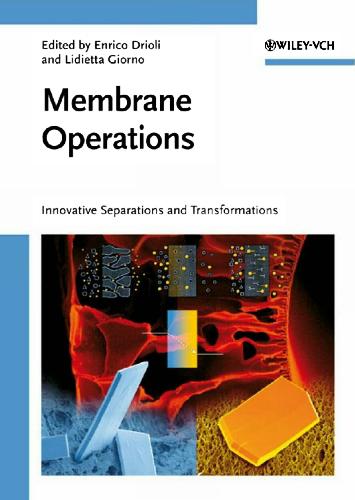 Edited by Enrico Drioli
and Lidietta Giorno
WILEY-VCH
Membrane
Operations
Innovative Separations and Transformations